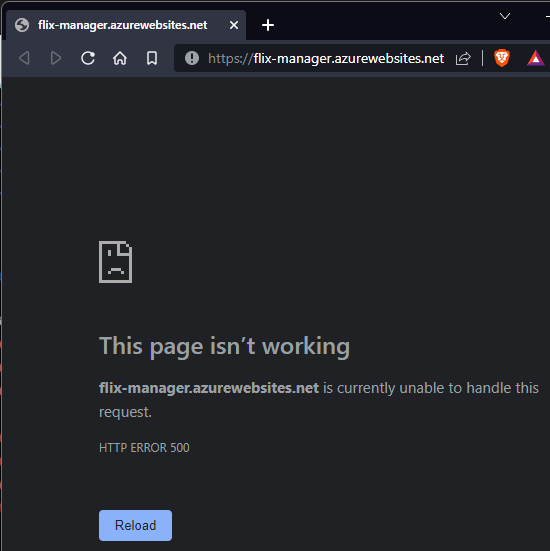 flix-manager.azurewebsites.net
https://flix-manager.azurewebsites.net
This page isn’t working
flix-manager.azurewebsites.net is currently unable to handle this
request.
HTTP ERROR 500
Reload